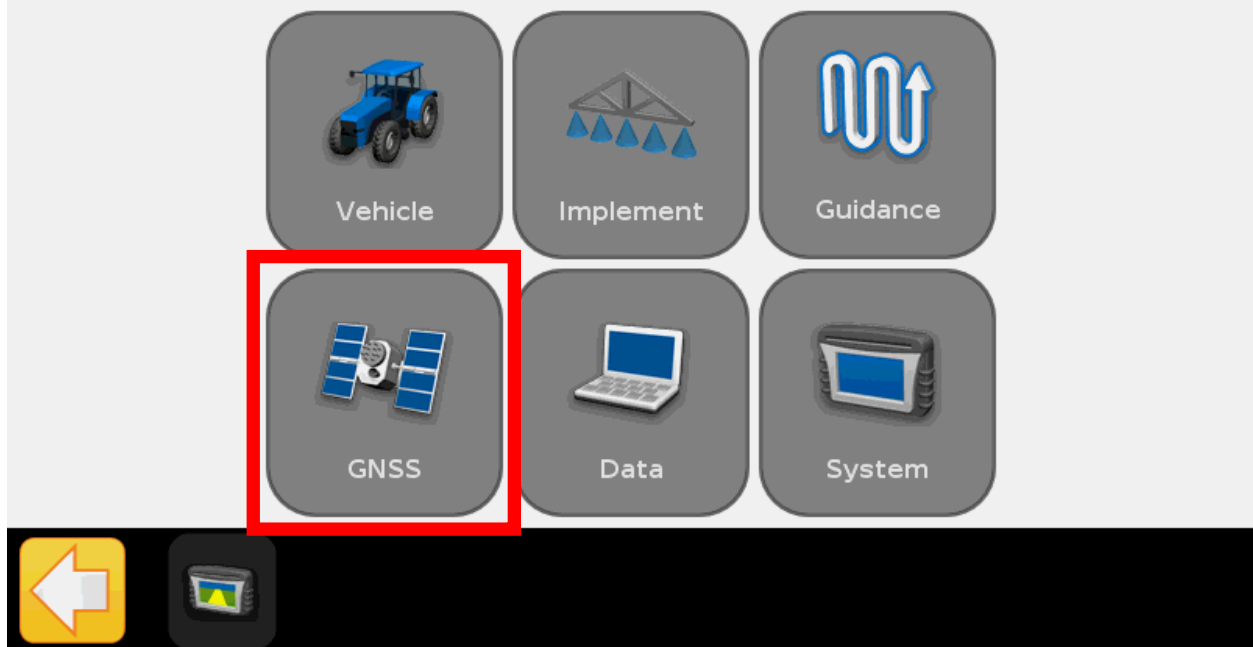 Vehicle
Implement
Guidance
GNSS
Data
System